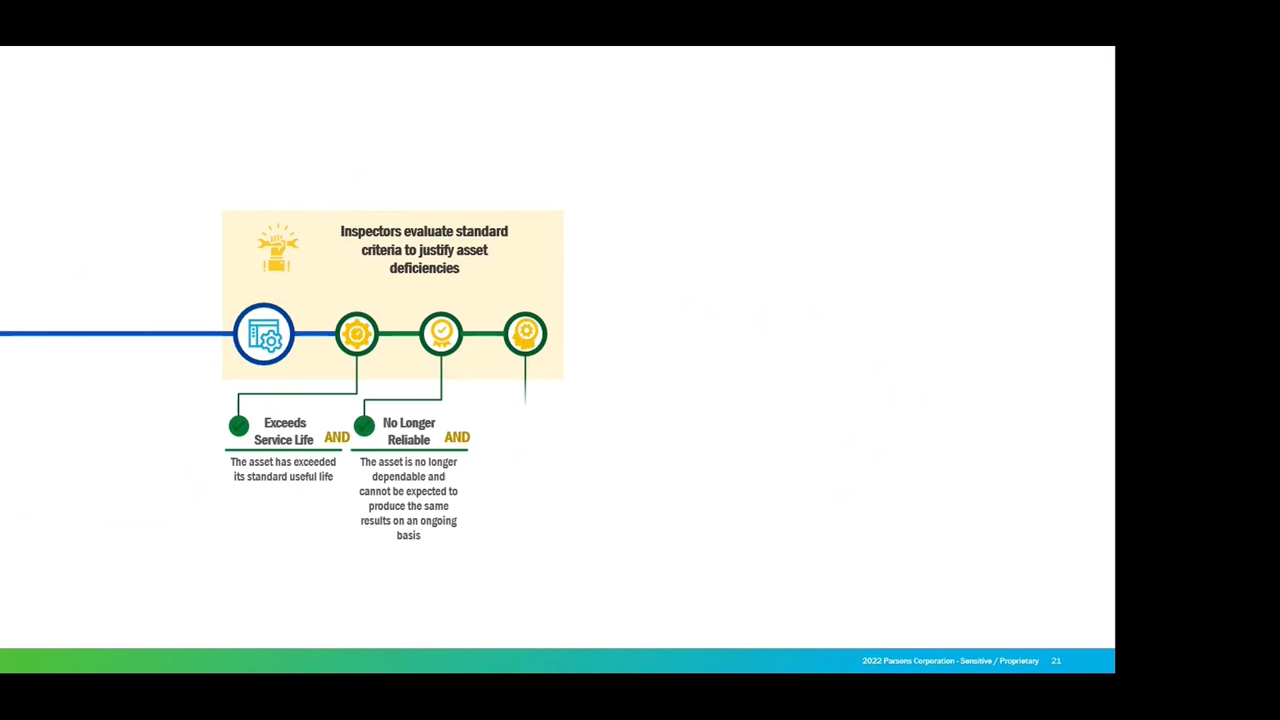 Inspectors evaluate standard
criteria to justify asset
deficiencies
Exceeds
Service Life
AND
The asset has exceeded
its standard useful life
No Longer
Reliable
AND
The asset is no longer
dependable and
cannot be expected to
produce the same
results on an ongoing
basis
2022 Parsons Corporation - Sensitive / Proprietary
21